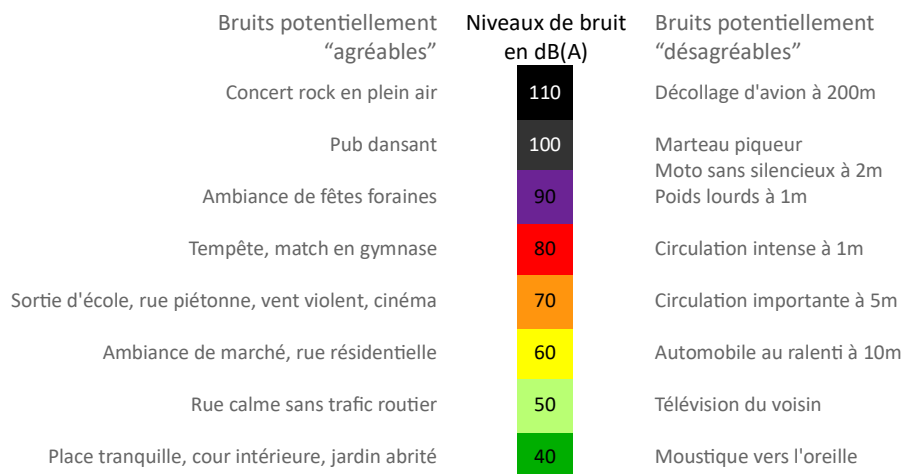 Bruits potentiellement
“agréables”
Niveaux de bruit
en dB(A)
Bruits potentiellement
“désagréables”
Concert rock en plein air
110
Décollage d'avion à 200m
Pub dansant
100
Marteau piqueur
Moto sans silencieux à 2m
Ambiance de fêtes foraines
90
Poids lourds à 1m
Tempête, match en gymnase
80
Circulation intense à 1m
Sortie d'école, rue piétonne, vent violent, cinéma
70
Circulation importante à 5m
Ambiance de marché, rue résidentielle
60
Automobile au ralenti à 10m
Rue calme sans trafic routier
50
Télévision du voisin
Place tranquille, cour intérieure, jardin abrité
40
Moustique vers l'oreille